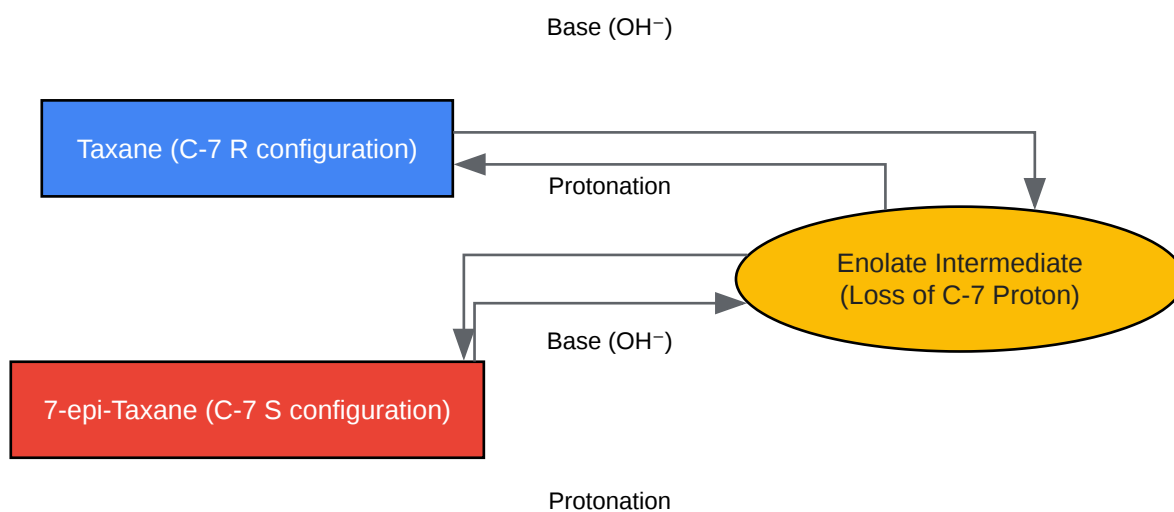 Base (OH⁻)
Taxane (C-7 R configuration)
Protonation
Enolate Intermediate
(Loss of C-7 Proton)
Base (OH⁻)
7-epi-Taxane (C-7 S configuration)
Protonation